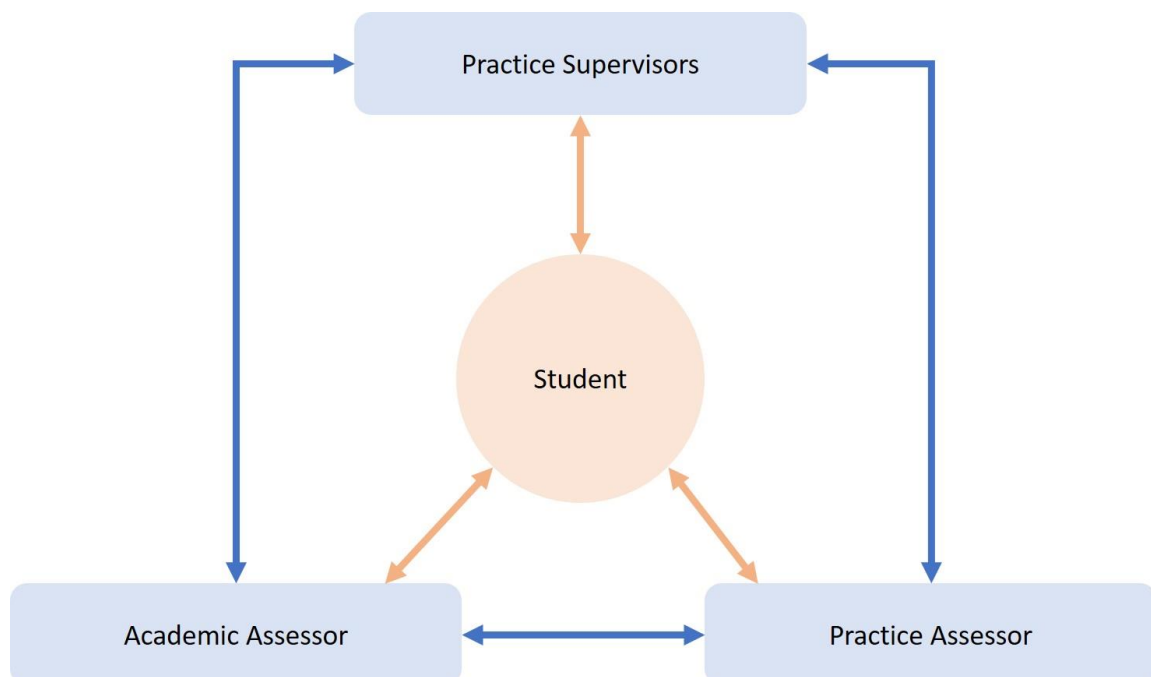 Practice Supervisors
Student
Academic Assessor
Practice Assessor